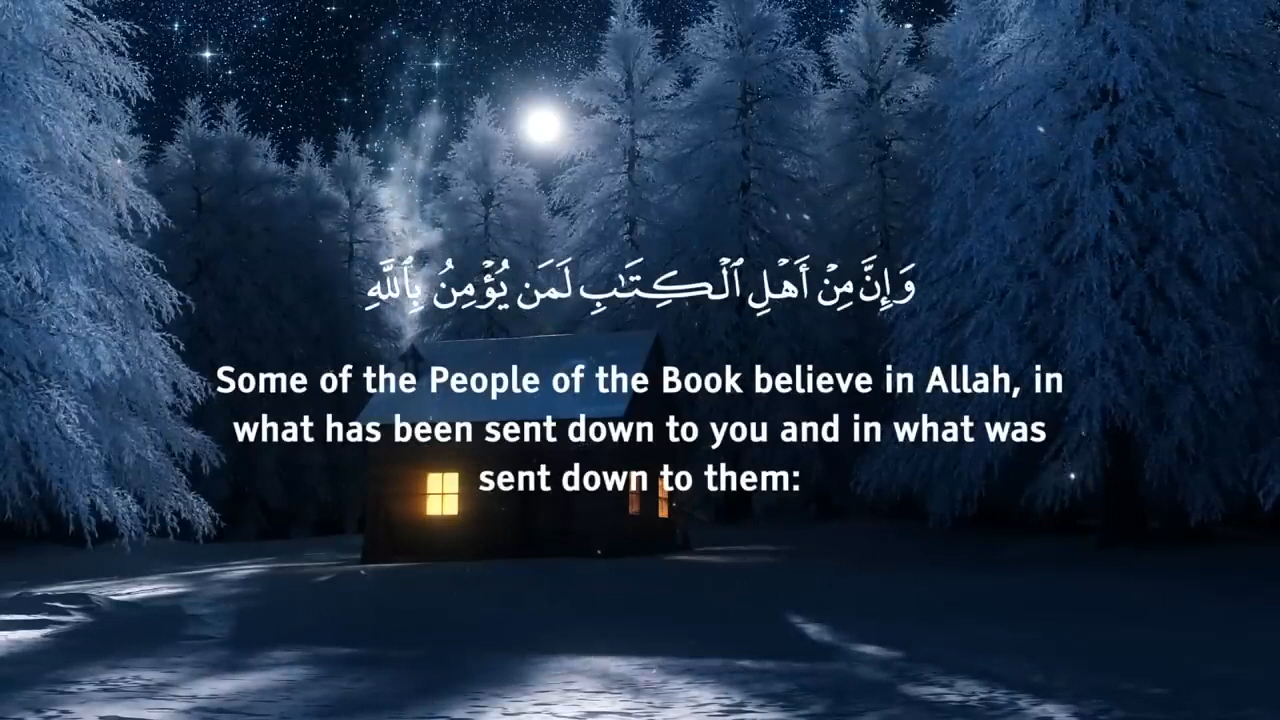 وَإِنَّ مِنْ أَهْلِ ٱلْكِتَـٰبِ لَمَن يُؤْمِنُ بِٱللَّهِ
Some of the People of the Book believe in Allah, in
what has been sent down to you and in what was
sent down to them: